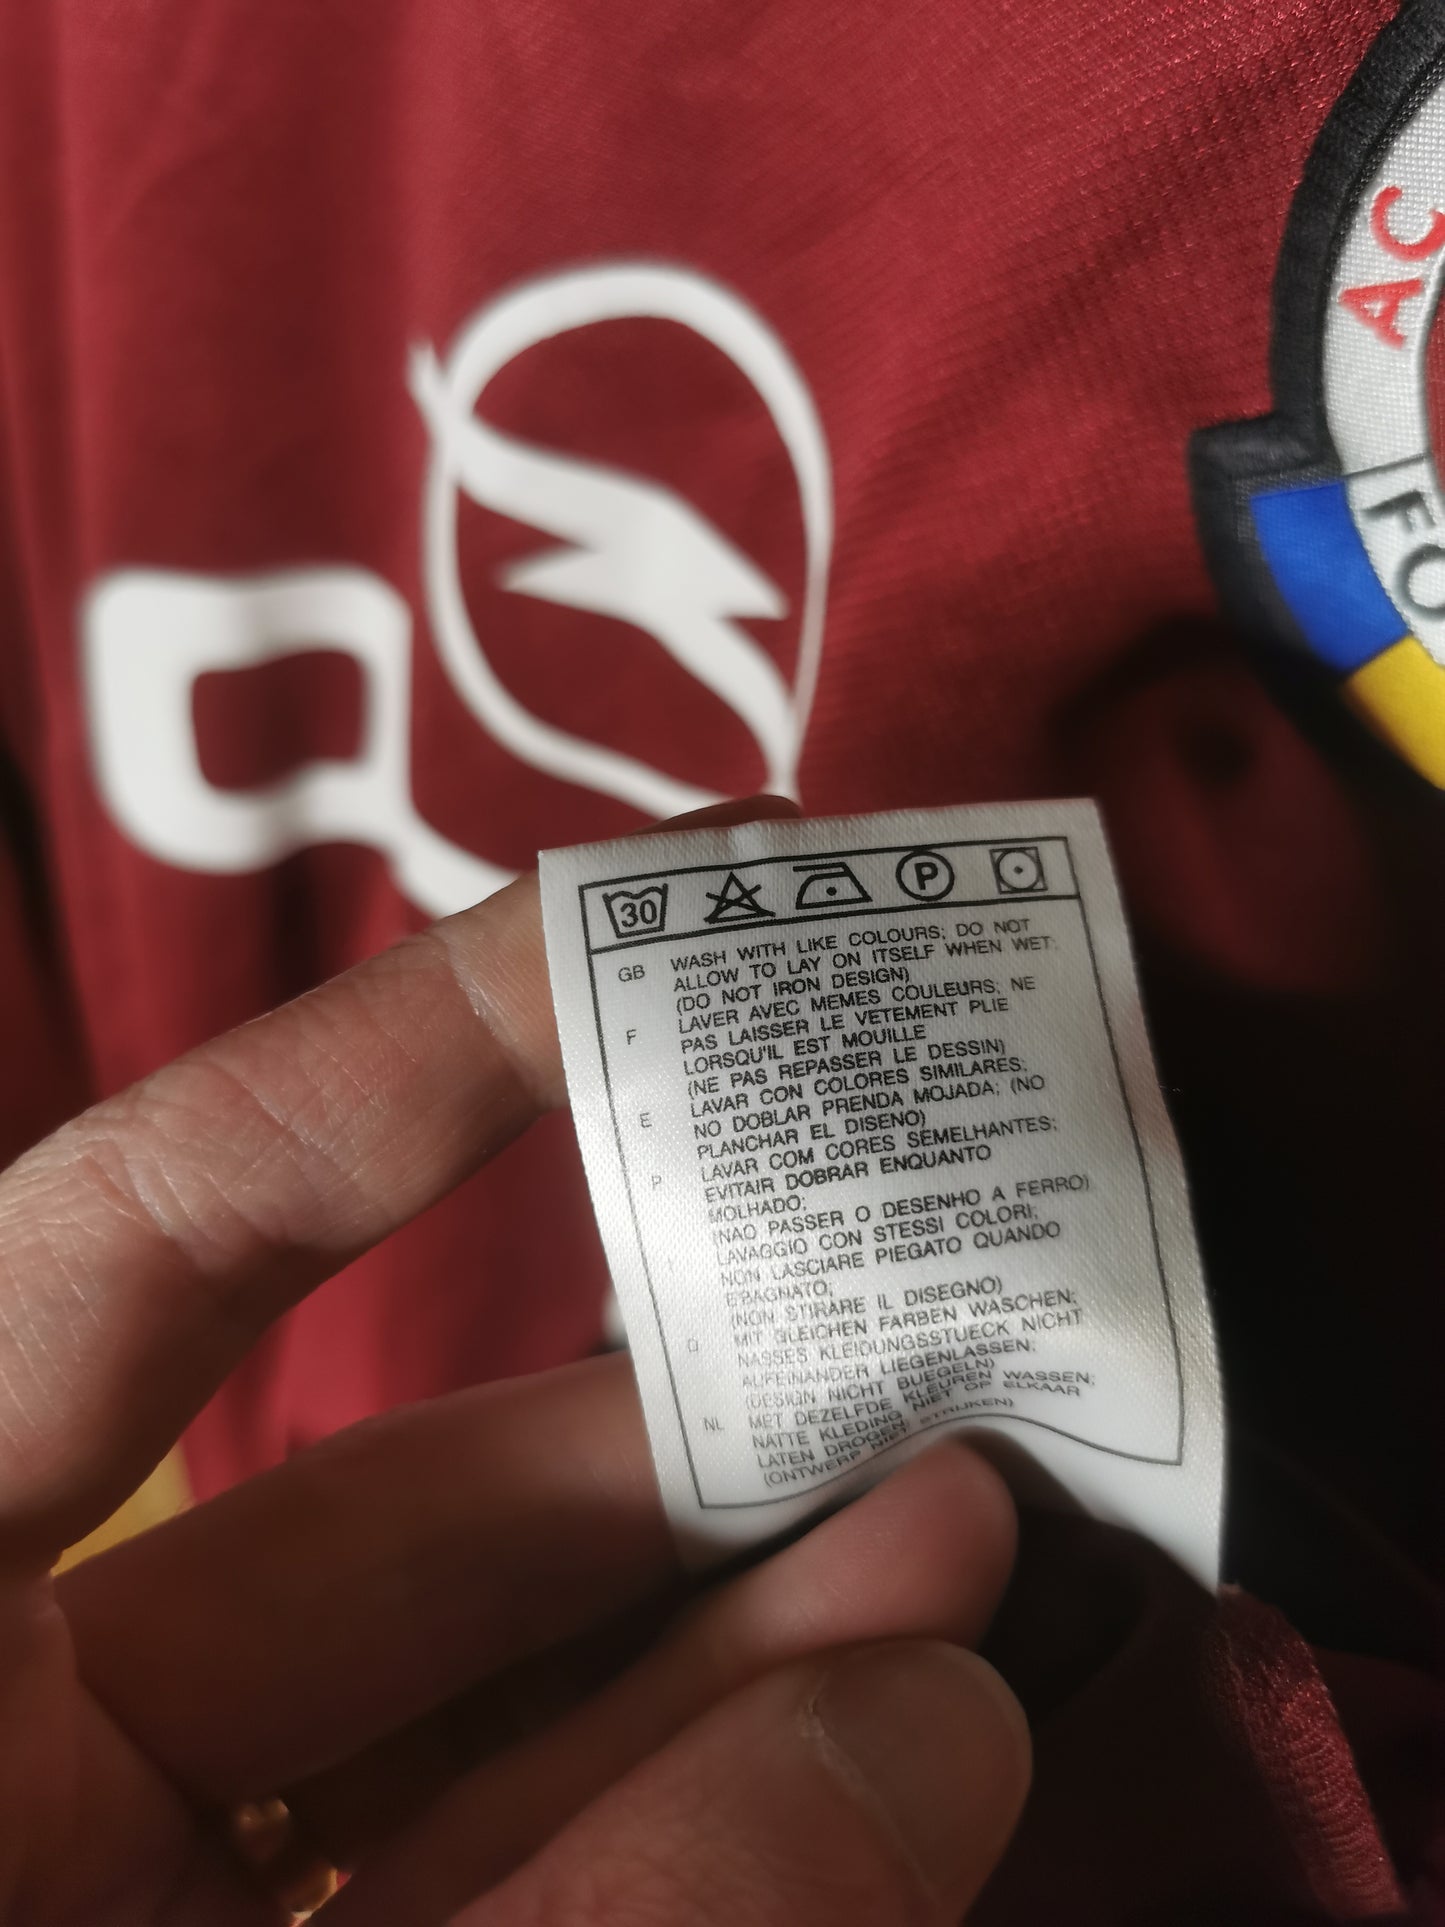 AC
FO
30
P
GB WASH WITH LIKE COLOURS; DO NOT
ALLOW TO LAY ON ITSELF WHEN WET;
(DO NOT IRON DESIGN)
F LAVER AVEC MEMES COULEURS; NE
PAS LAISSER LE VETEMENT PLIE
LORSQU'IL EST MOUILLE
(NE PAS REPASSER LE DESSIN)
E LAVAR CON COLORES SIMILARES;
NO DOBLAR PRENDA MOJADA; (NO
PLANCHAR EL DISENO)
P LAVAR COM CORES SEMELHANTES;
EVITAIR DOBRAR ENQUANTO
MOLHADO;
(NAO PASSER O DESENHO A FERRO)
I LAVAGGIO CON STESSI COLORI;
NON LASCIARE PIEGATO QUANDO
E'BAGNATO;
(NON STIRARE IL DISEGNO)
D MIT GLEICHEN FARBEN WASCHEN;
NASSES KLEIDUNGSSTUECK NICHT
AUFEINANDER LIEGENLASSEN;
(DESIGN NICHT BUEGELN)
NL MET DEZELFDE KLEUREN WASSEN;
NATTE KLEDING NIET OP ELKAAR
LATEN DROGEN;
(ONTWERP NIET STRIJKEN)